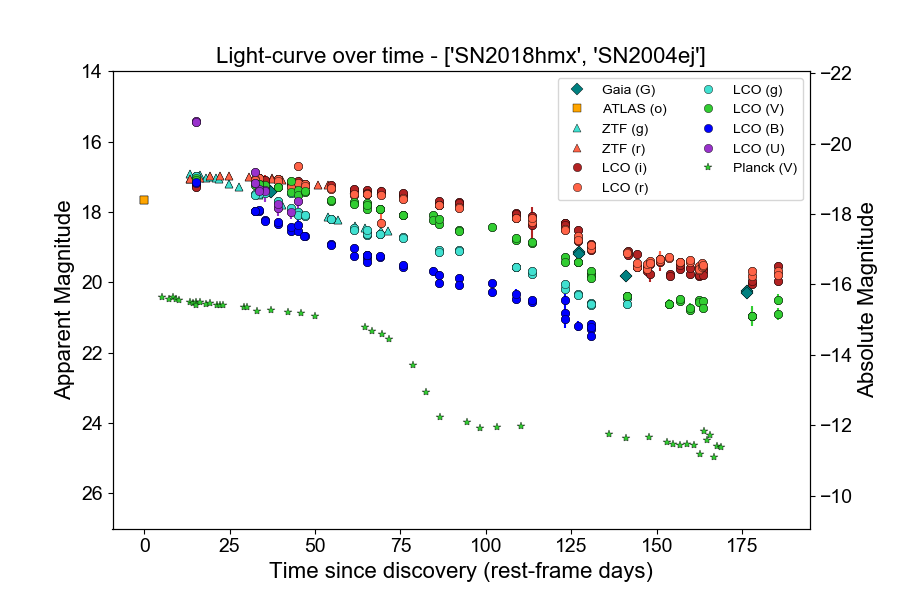 Light-curve over time - ['SN2018hmx', 'SN2004ej']
14
16
18
20
22
24
26
Apparent Magnitude
−22
−20
−18
−16
−14
−12
−10
Absolute Magnitude
Gaia (G)
ATLAS (o)
ZTF (g)
ZTF (r)
LCO (i)
LCO (r)
LCO (g)
LCO (V)
LCO (B)
LCO (U)
Planck (V)
0 25 50 75 100 125 150 175
Time since discovery (rest-frame days)